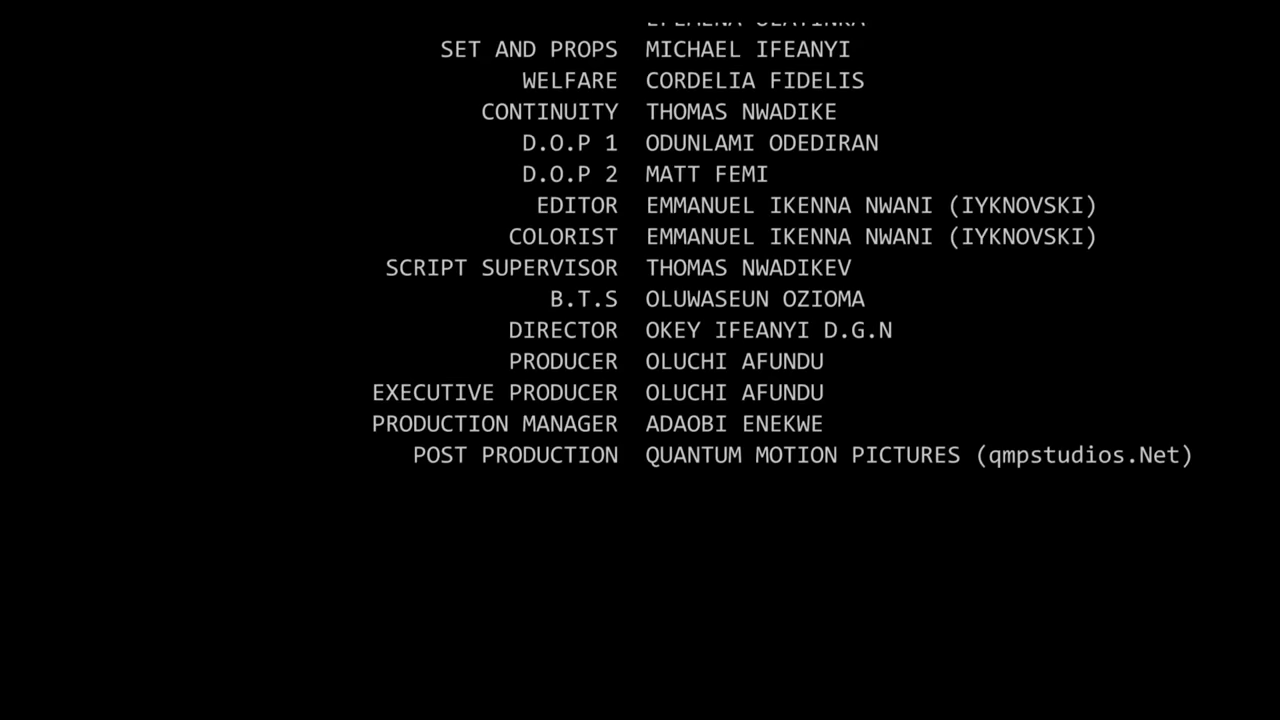 SET AND PROPS MICHAEL IFEANYI
WELFARE CORDELIA FIDELIS
CONTINUITY THOMAS NWADIKE
D.O.P 1 ODUNLAMI ODEDIRAN
D.O.P 2 MATT FEMI
EDITOR EMMANUEL IKENNA NWANI (IYKNOVSKI)
COLORIST EMMANUEL IKENNA NWANI (IYKNOVSKI)
SCRIPT SUPERVISOR THOMAS NWADIKEV
B.T.S OLUWASEUN OZIOMA
DIRECTOR OKEY IFEANYI D.G.N
PRODUCER OLUCHI AFUNDU
EXECUTIVE PRODUCER OLUCHI AFUNDU
PRODUCTION MANAGER ADAOBI ENEKWE
POST PRODUCTION QUANTUM MOTION PICTURES (qmpstudios.Net)